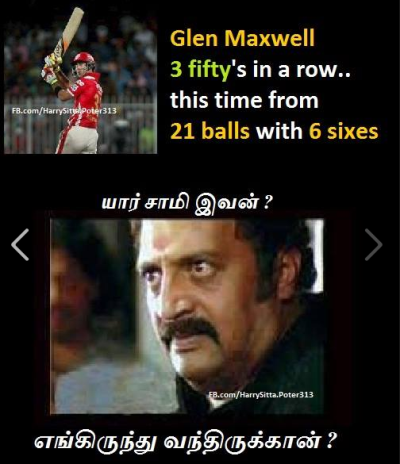 Glen Maxwell
3 fifty's in a row..
this time from
21 balls with 6 sixes
FB.com/HarrySitta.Poter313
யார் சாமி இவன் ?
FB.com/HarrySitta.Poter313
எங்கிருந்து வந்திருக்கான் ?